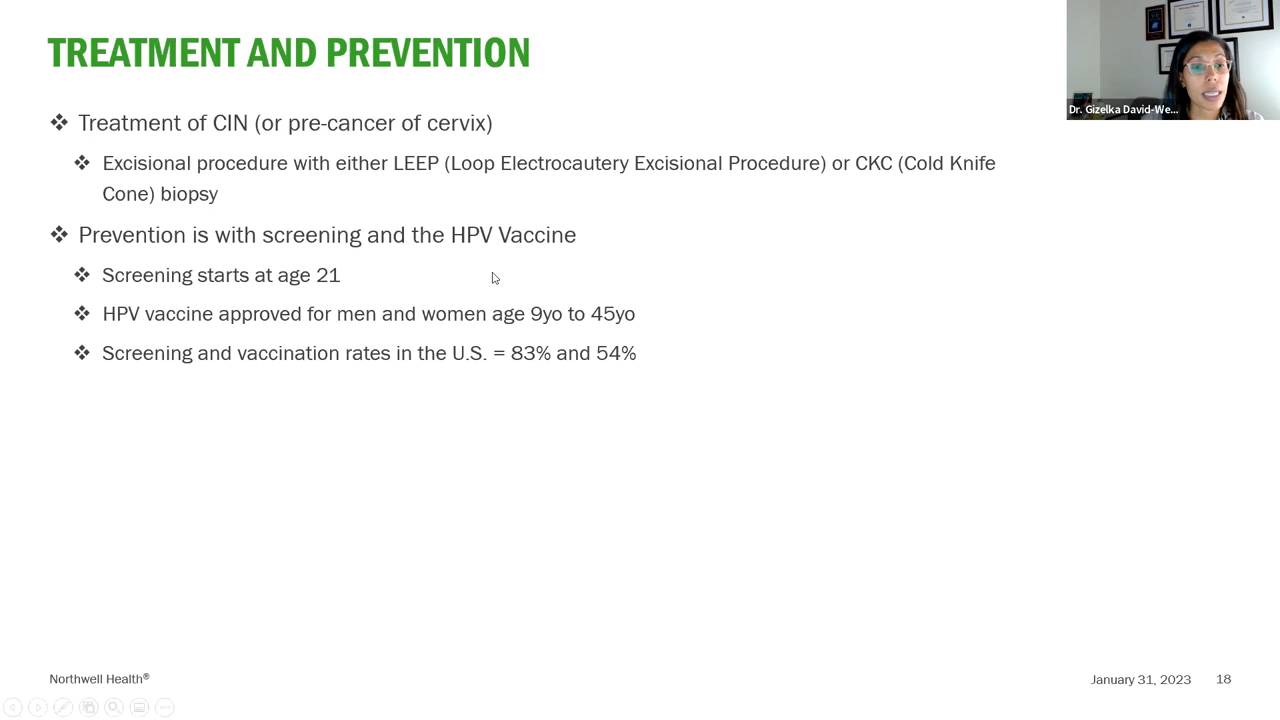 TREATMENT AND PREVENTION
Dr. Gizelka David-We...
❖ Treatment of CIN (or pre-cancer of cervix)
❖ Excisional procedure with either LEEP (Loop Electrocautery Excisional Procedure) or CKC (Cold Knife
Cone) biopsy
❖ Prevention is with screening and the HPV Vaccine
❖ Screening starts at age 21
❖ HPV vaccine approved for men and women age 9yo to 45yo
❖ Screening and vaccination rates in the U.S. = 83% and 54%
Northwell Health®
January 31, 2023 18